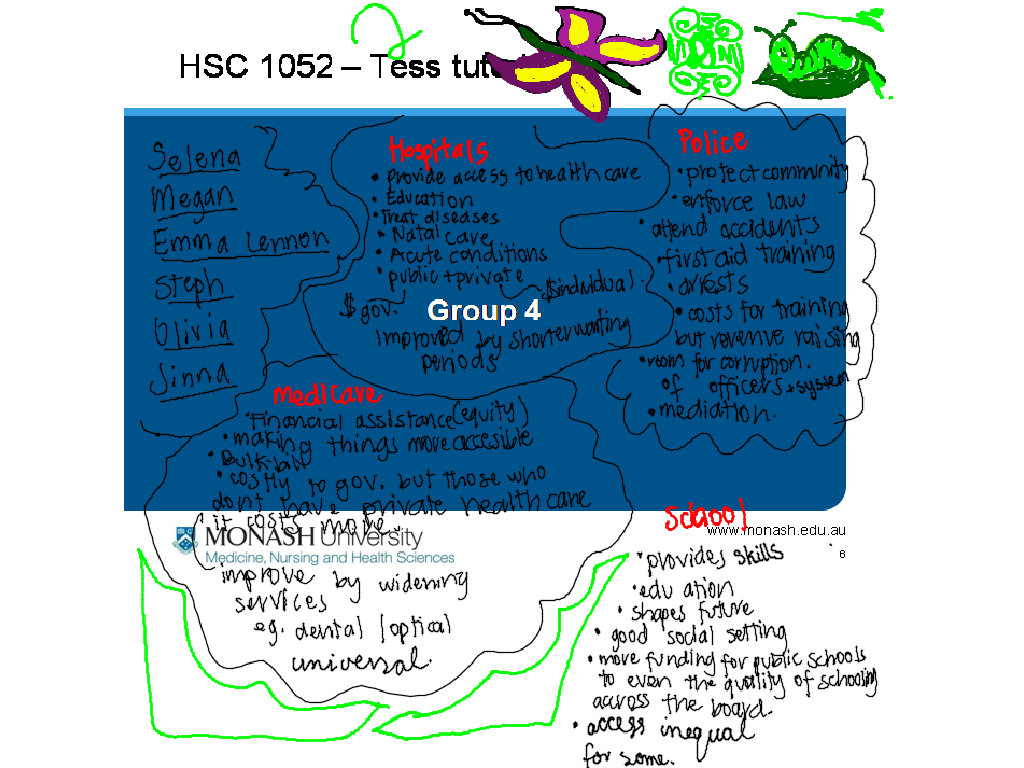 HSC 1052 – Tess tuto
Selena
Megan
Emma Lennon
Steph
Olivia
Jinna
Hospitals
• provide access to health care
• Education
• Treat diseases
• Natal care
• Acute conditions
• public + private
$ gov. $individual.
Group 4
improved by shorter waiting
periods
Police
• protect community
• enforce law
• attend accidents
• first aid training
• arrests
• costs for training
but revenue raising
• room for corruption.
of officers + system
• mediation.
medicare
Financial assistance (equity)
• making things more accesible
• Bulk bill
• costly to gov. but those who
dont have private health care
it costs more.
MONASH University
Medicine, Nursing and Health Sciences
improve by widening
services
eg. dental / optical
universal.
School
www.monash.edu.au
6
• provides skills
• education
• shapes future
• good social setting
• more funding for public schools
to even the quality of schooling
across the board.
• access inequal
for some.